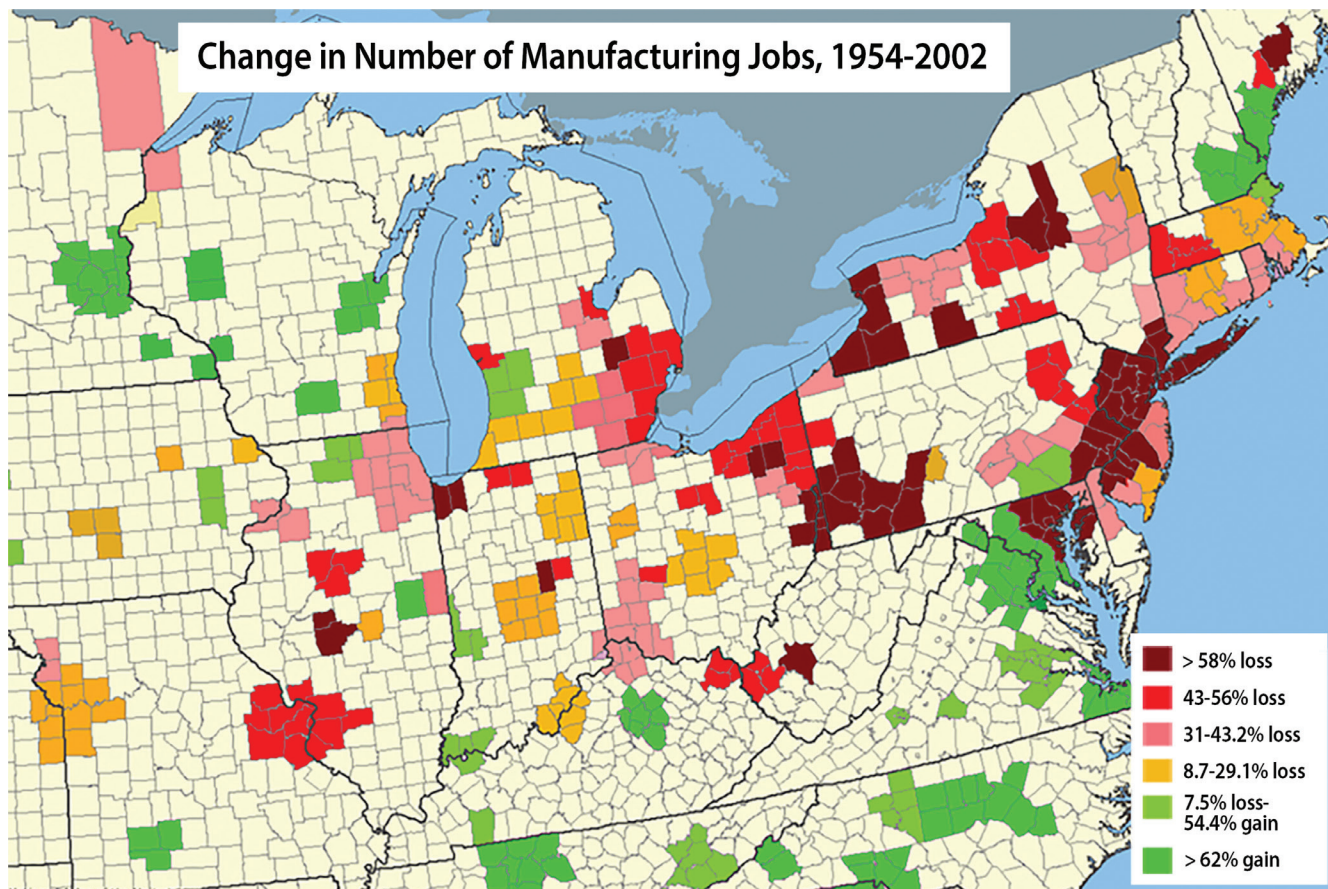 Change in Number of Manufacturing Jobs, 1954-2002
> 58% loss
43-56% loss
31-43.2% loss
8.7-29.1% loss
7.5% loss-
54.4% gain
> 62% gain